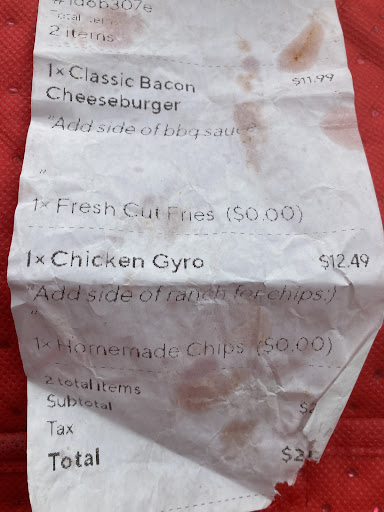 2 items
1x Classic Bacon $11.99
Cheeseburger
"Add side of bbq sauce
"
1x Fresh Cut Fries ($0.00)
1x Chicken Gyro $12.49
"Add side of ranch for chips:)
"
1x Homemade Chips ($0.00)
2 total items
Subtotal
Tax
Total